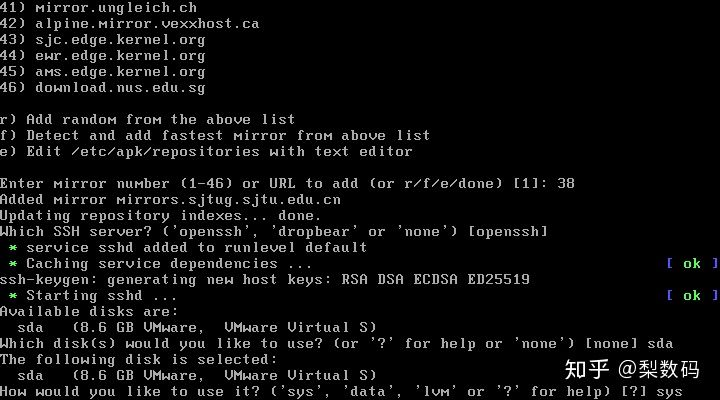 41) mirror.ungleich.ch
42) alpine.mirror.vexxhost.ca
43) sjc.edge.kernel.org
44) ewr.edge.kernel.org
45) ams.edge.kernel.org
46) download.nus.edu.sg
r) Add random from the above list
f) Detect and add fastest mirror from above list
e) Edit /etc/apk/repositories with text editor
Enter mirror number (1-46) or URL to add (or r/f/e/done) [1]: 38
Added mirror mirrors.sjtug.sjtu.edu.cn
Updating repository indexes... done.
Which SSH server? ('openssh', 'dropbear' or 'none') [openssh]
* service sshd added to runlevel default
* Caching service dependencies ... [ ok ]
ssh-keygen: generating new host keys: RSA DSA ECDSA ED25519
* Starting sshd ... [ ok ]
Available disks are:
sda (8.6 GB VMware, VMware Virtual S)
Which disk(s) would you like to use? (or '?' for help or 'none') [none] sda
The following disk is selected:
sda (8.6 GB VMware, VMware Virtual S)
How would you like to use it? ('sys', 'data', 'lvm' or '?' for help) [?] sys
知乎 @梨数码